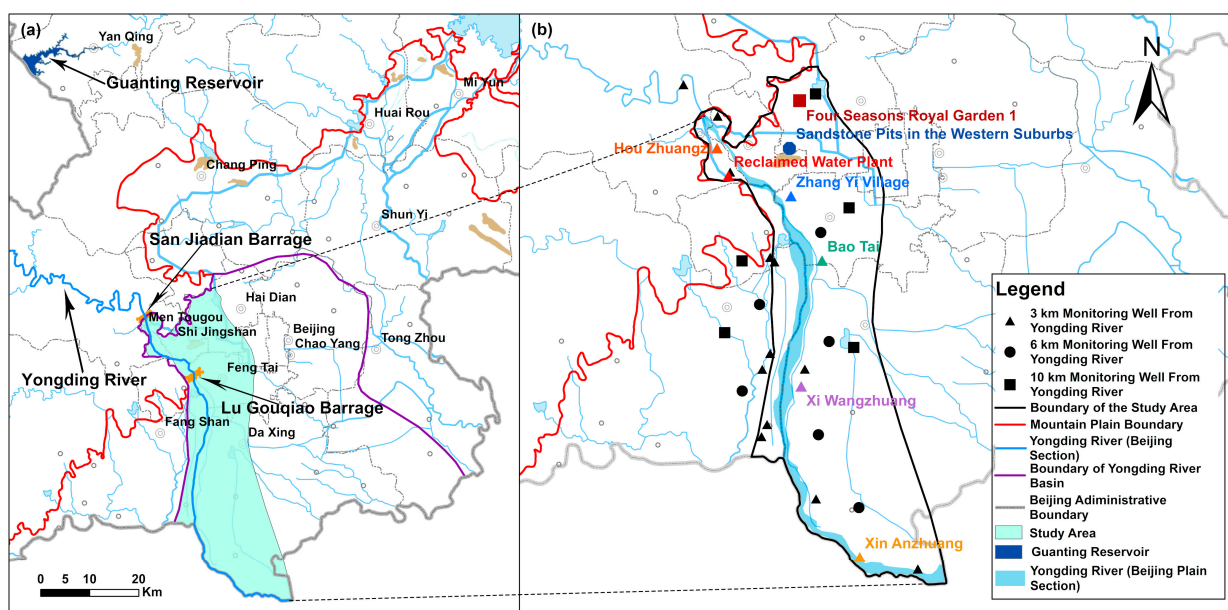 (a)
Yan Qing
Guanting Reservoir
Mi Yun
Huai Rou
Chang Ping
Shun Yi
San Jiadian Barrage
Hai Dian
Men Tougou
Shi Jingshan
Beijing
Chao Yang
Tong Zhou
Yongding River
Feng Tai
Lu Gouqiao Barrage
Fang Shan
Da Xing
0 5 10 20
Km
(b)
N
Four Seasons Royal Garden 1
Sandstone Pits in the Western Suburbs
Hou Zhuangz
Reclaimed Water Plant
Zhang Yi Village
Bao Tai
Xi Wangzhuang
Xin Anzhuang
Legend
3 km Monitoring Well From
Yongding River
6 km Monitoring Well From
Yongding River
10 km Monitoring Well From
Yongding River
Boundary of the Study Area
Mountain Plain Boundary
Yongding River (Beijing
Section)
Boundary of Yongding River
Basin
Beijing Adiministrative
Boundary
Study Area
Guanting Reservoir
Yongding River (Beijing Plain
Section)